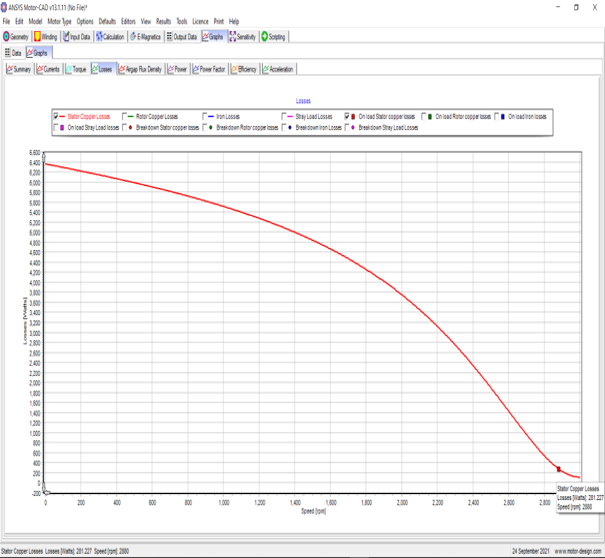 ANSYS Motor-CAD v13.1.11 (No File)*
File Edit Model Motor Type Options Defaults Editors View Results Tools Licence Print Help
Geometry Winding Input Data Calculation E-Magnetics Output Data Graphs Sensitivity Scripting
Data Graphs
Summary Currents Torque Losses Airgap Flux Density Power Power Factor Efficiency Acceleration
Losses
Stator Copper Losses Rotor Copper Losses Iron Losses Stray Load Losses On load Stator copper losses On load Rotor copper losses On load Iron losses
On load Stray Load losses Breakdown Stator copper losses Breakdown Rotor copper losses Breakdown Iron Losses Breakdown Stray Load Losses
6,600
6,400
6,200
6,000
5,800
5,600
5,400
5,200
5,000
4,800
4,600
4,400
4,200
4,000
3,800
3,600
3,400
3,200
3,000
2,800
2,600
2,400
2,200
2,000
1,800
1,600
1,400
1,200
1,000
800
600
400
200
0
-200
Losses [Watts]
0 200 400 600 800 1,000 1,200 1,400 1,600 1,800 2,000 2,200 2,400 2,600 2,800
Speed [rpm]
Stator Copper Losses
Losses [Watts]: 281.227
Speed [rpm]: 2880
Stator Copper Losses Losses [Watts]: 281.227 Speed [rpm]: 2880
24 September 2021 www.motor-design.com